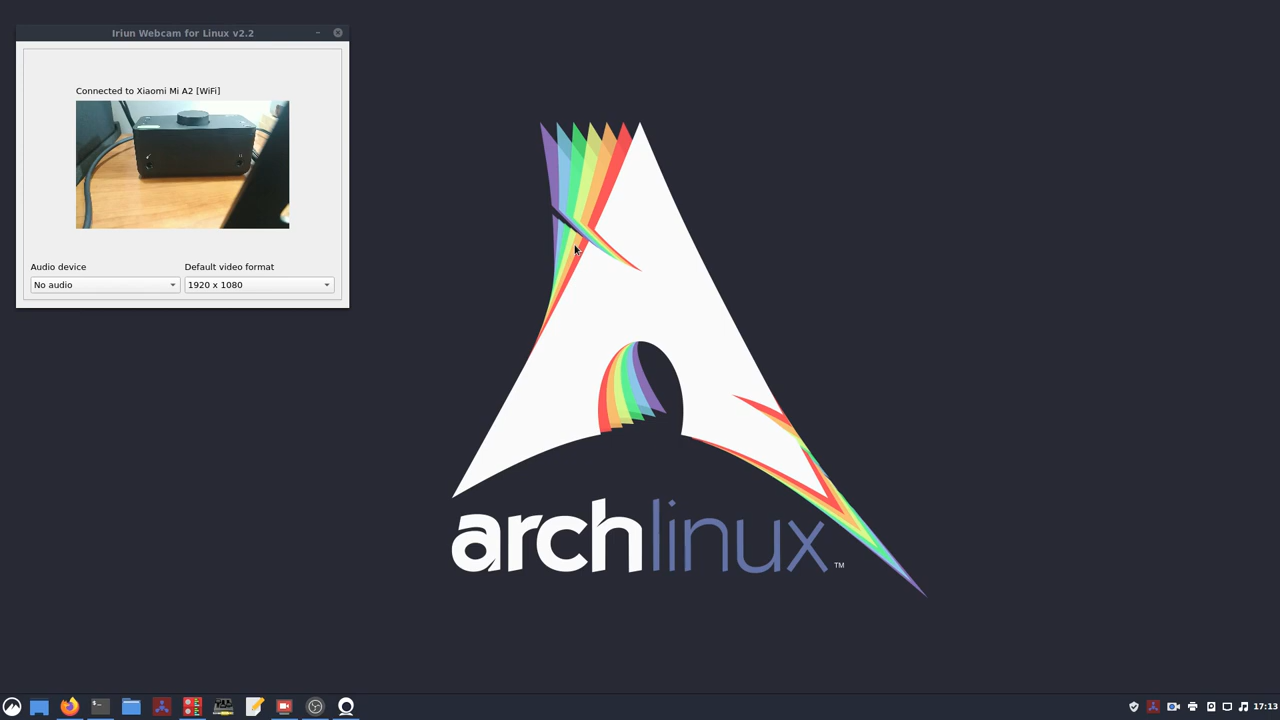 Iriun Webcam for Linux v2.2
Connected to Xiaomi Mi A2 [WiFi]
Audio device
Default video format
No audio
1920 x 1080
archlinux
TM
17:13